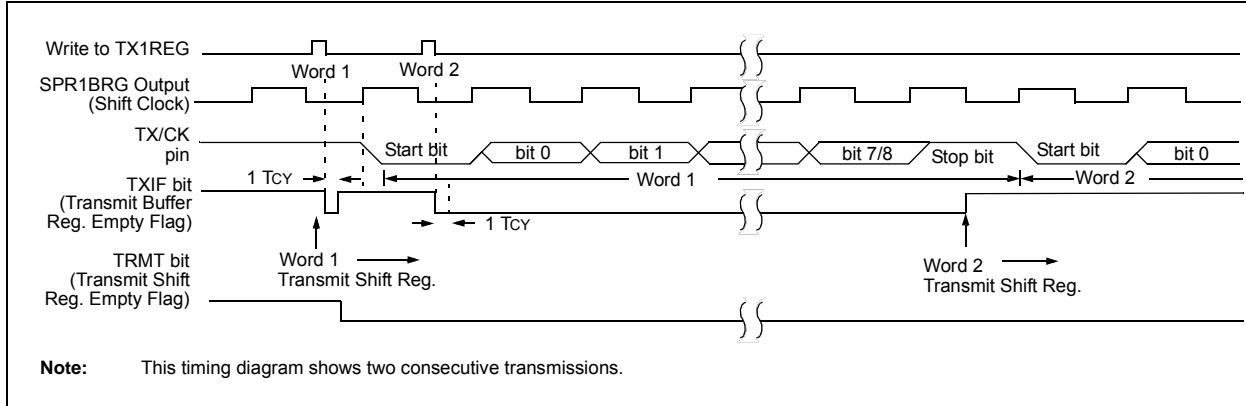 Write to TX1REG
Word 1
Word 2
SPR1BRG Output
(Shift Clock)
TX/CK
pin
Start bit
bit 0
bit 1
bit 7/8
Stop bit
Start bit
bit 0
1 TCY
Word 1
Word 2
TXIF bit
(Transmit Buffer
Reg. Empty Flag)
1 TCY
Word 1
Transmit Shift Reg.
Word 2
Transmit Shift Reg.
TRMT bit
(Transmit Shift
Reg. Empty Flag)
Note: This timing diagram shows two consecutive transmissions.